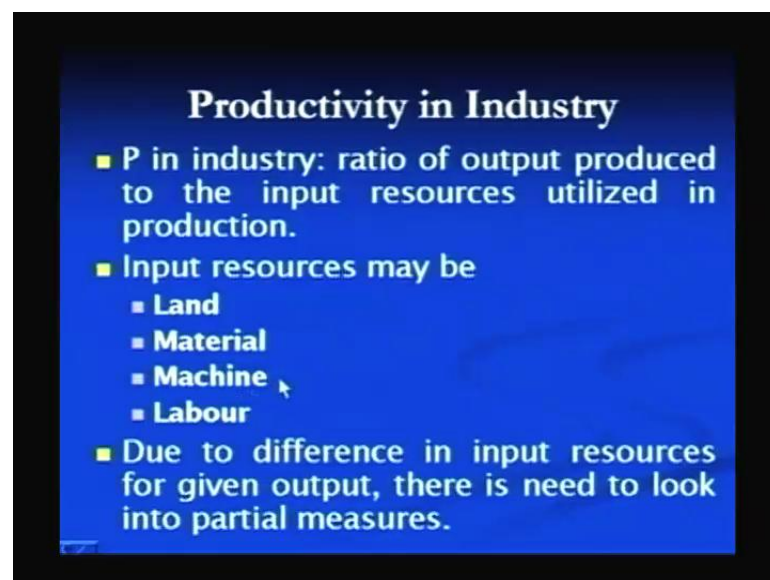 Productivity in Industry
P in industry: ratio of output produced
to the input resources utilized in
production.
Input resources may be
Land
Material
Machine
Labour
Due to difference in input resources
for given output, there is need to look
into partial measures.